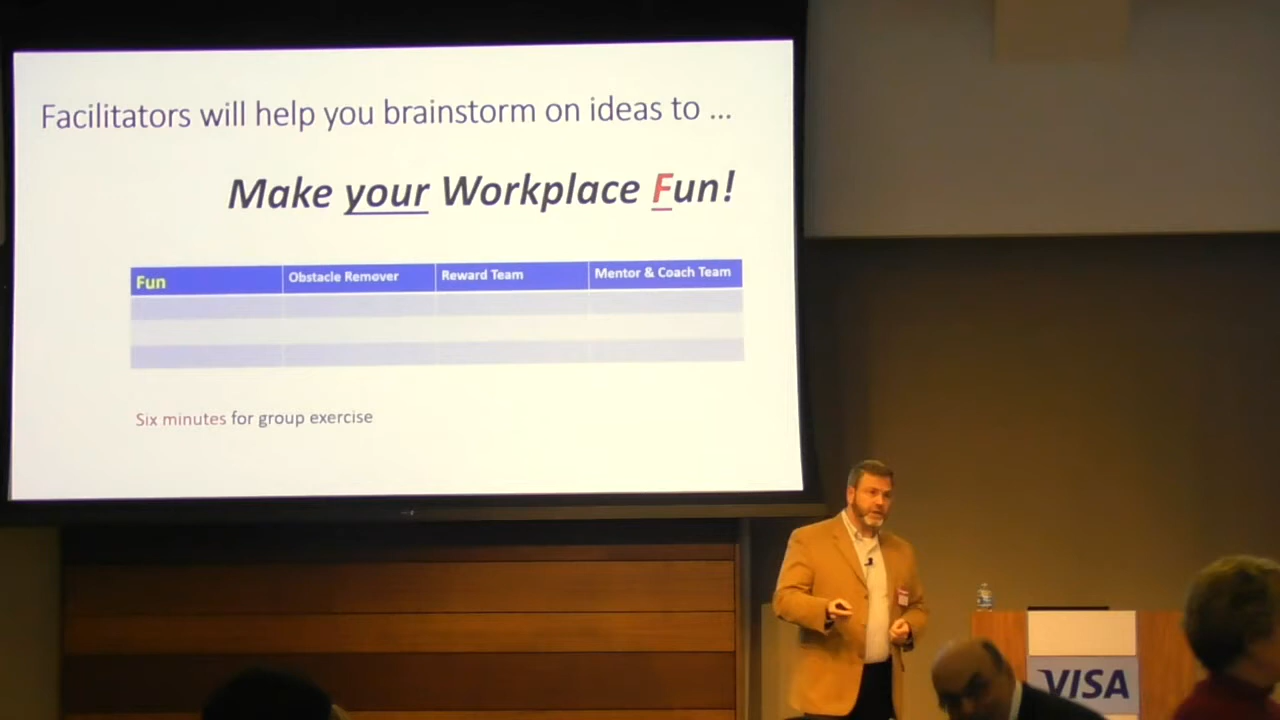 Facilitators will help you brainstorm on ideas to ...
Make your Workplace Fun!
Fun Obstacle Remover Reward Team Mentor & Coach Team
Six minutes for group exercise
VISA